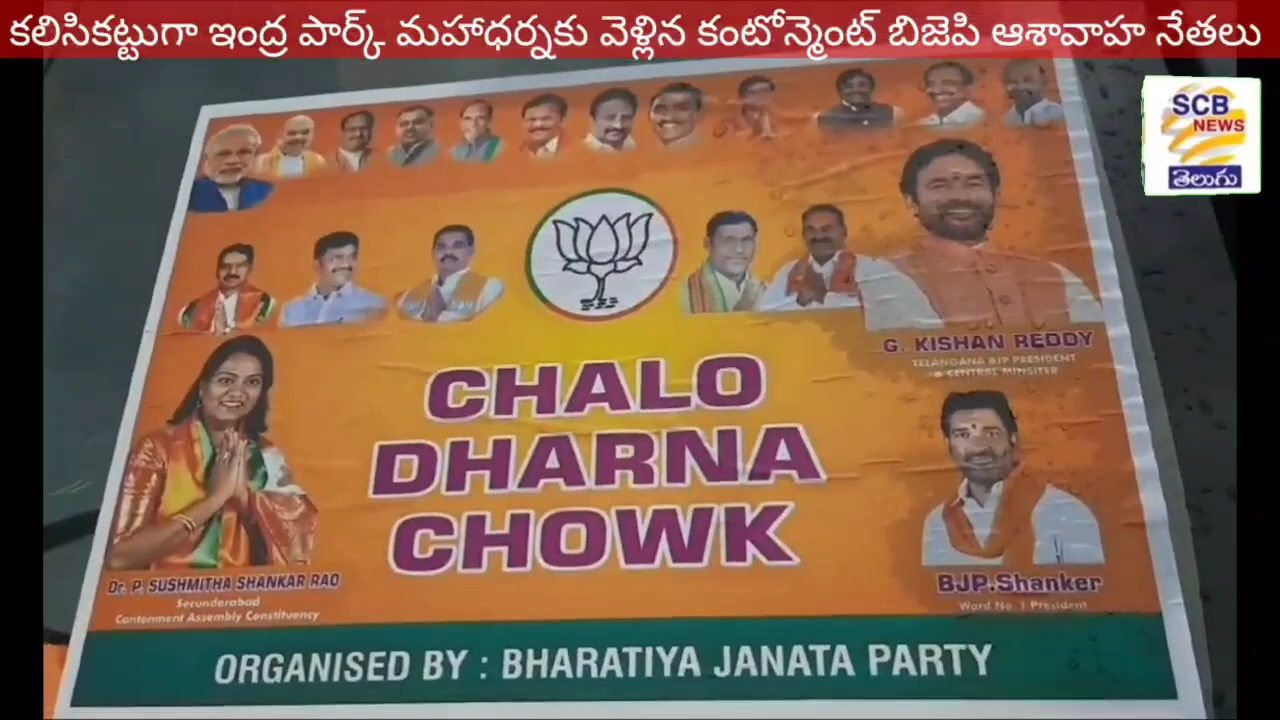 కలిసికట్టుగా ఇంద్ర పార్క్ మహాధర్నకు వెళ్లిన కంటోన్మెంట్ బిజెపి ఆశావాహ నేతలు
SCB
NEWS
తెలుగు
G. KISHAN REDDY
TELANGANA BJP PRESIDENT
& CENTRAL MINSITER
CHALO
DHARNA
CHOWK
Dr. P. SUSHMITHA SHANKAR RAO
Secunderabad
Cantonment Assembly Constituency
BJP.Shanker
Ward No. 1 President
ORGANISED BY : BHARATIYA JANATA PARTY